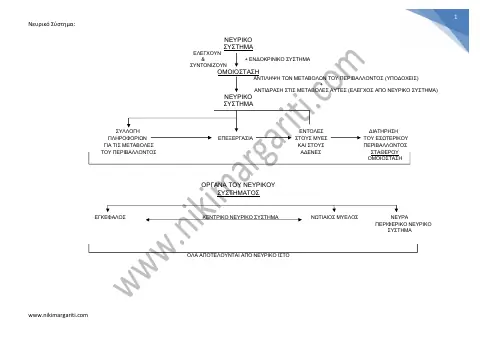 1
Νευρικό Σύστημα:
ΝΕΥΡΙΚΟ
ΣΥΣΤΗΜΑ
ΕΛΕΓΧΟΥΝ
&
ΣΥΝΤΟΝΙΖΟΥΝ
+ ΕΝΔΟΚΡΙΝΙΚΟ ΣΥΣΤΗΜΑ
ΟΜΟΙΟΣΤΑΣΗ
ΑΝΤΙΛΗΨΗ ΤΩΝ ΜΕΤΑΒΟΛΩΝ ΤΟΥ ΠΕΡΙΒΑΛΛΟΝΤΟΣ (ΥΠΟΔΟΧΕΙΣ)
ΑΝΤΙΔΡΑΣΗ ΣΤΙΣ ΜΕΤΑΒΟΛΕΣ ΑΥΤΕΣ (ΕΛΕΓΧΟΣ ΑΠΟ ΝΕΥΡΙΚΟ ΣΥΣΤΗΜΑ)
ΝΕΥΡΙΚΟ
ΣΥΣΤΗΜΑ
ΣΥΛΛΟΓΗ
ΠΛΗΡΟΦΟΡΙΩΝ
ΓΙΑ ΤΙΣ ΜΕΤΑΒΟΛΕΣ
ΤΟΥ ΠΕΡΙΒΑΛΛΟΝΤΟΣ
ΕΠΕΞΕΡΓΑΣΙΑ
ΕΝΤΟΛΕΣ
ΣΤΟΥΣ ΜΥΕΣ
ΚΑΙ ΣΤΟΥΣ
ΑΔΕΝΕΣ
ΔΙΑΤΗΡΗΣΗ
ΤΟΥ ΕΣΩΤΕΡΙΚΟΥ
ΠΕΡΙΒΑΛΛΟΝΤΟΣ
ΣΤΑΘΕΡΟΥ
ΟΜΟΙΟΣΤΑΣΗ
ΟΡΓΑΝΑ ΤΟΥ ΝΕΥΡΙΚΟΥ
ΣΥΣΤΗΜΑΤΟΣ
ΕΓΚΕΦΑΛΟΣ
ΚΕΝΤΡΙΚΟ ΝΕΥΡΙΚΟ ΣΥΣΤΗΜΑ
ΝΩΤΙΑΙΟΣ ΜΥΕΛΟΣ
ΝΕΥΡΑ
ΠΕΡΙΦΕΡΙΚΟ ΝΕΥΡΙΚΟ
ΣΥΣΤΗΜΑ
ΟΛΑ ΑΠΟΤΕΛΟΥΝΤΑΙ ΑΠΟ ΝΕΥΡΙΚΟ ΙΣΤΟ
www.nikimargariti.com
www.nikimargariti.com